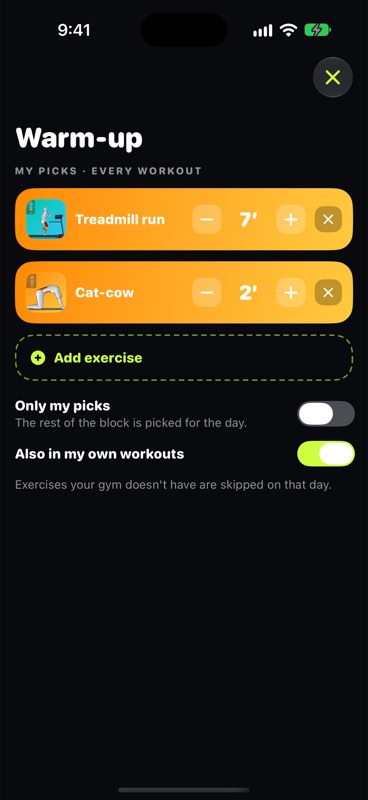 9:41
Warm-up
MY PICKS · EVERY WORKOUT
Treadmill run
7'
Cat-cow
2'
Add exercise
Only my picks
The rest of the block is picked for the day.
Also in my own workouts
Exercises your gym doesn't have are skipped on that day.